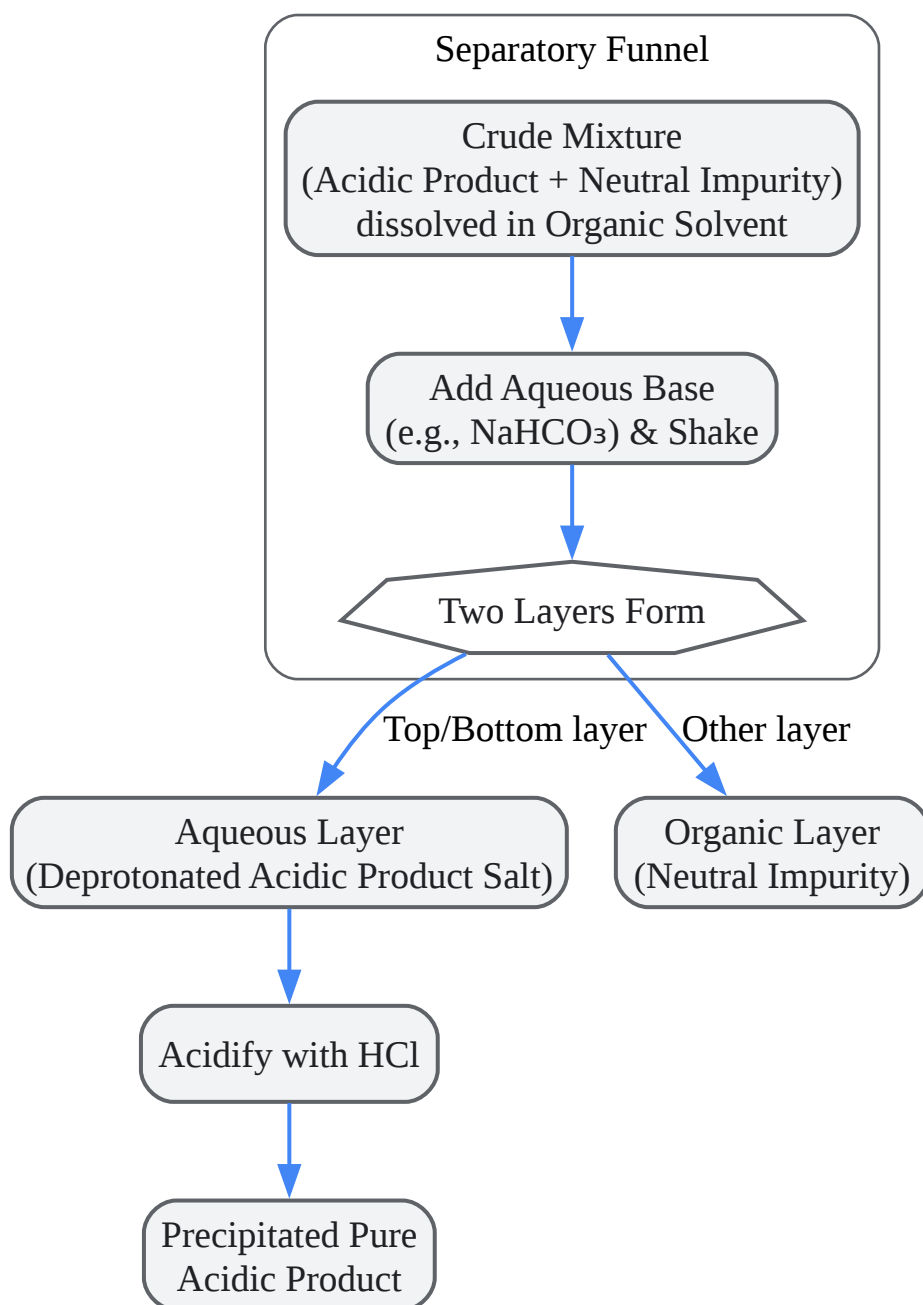 Separatory Funnel
Crude Mixture
(Acidic Product + Neutral Impurity)
dissolved in Organic Solvent
Add Aqueous Base
(e.g., NaHCO₃) & Shake
Two Layers Form
Top/Bottom layer
Other layer
Aqueous Layer
(Deprotonated Acidic Product Salt)
Organic Layer
(Neutral Impurity)
Acidify with HCl
Precipitated Pure
Acidic Product